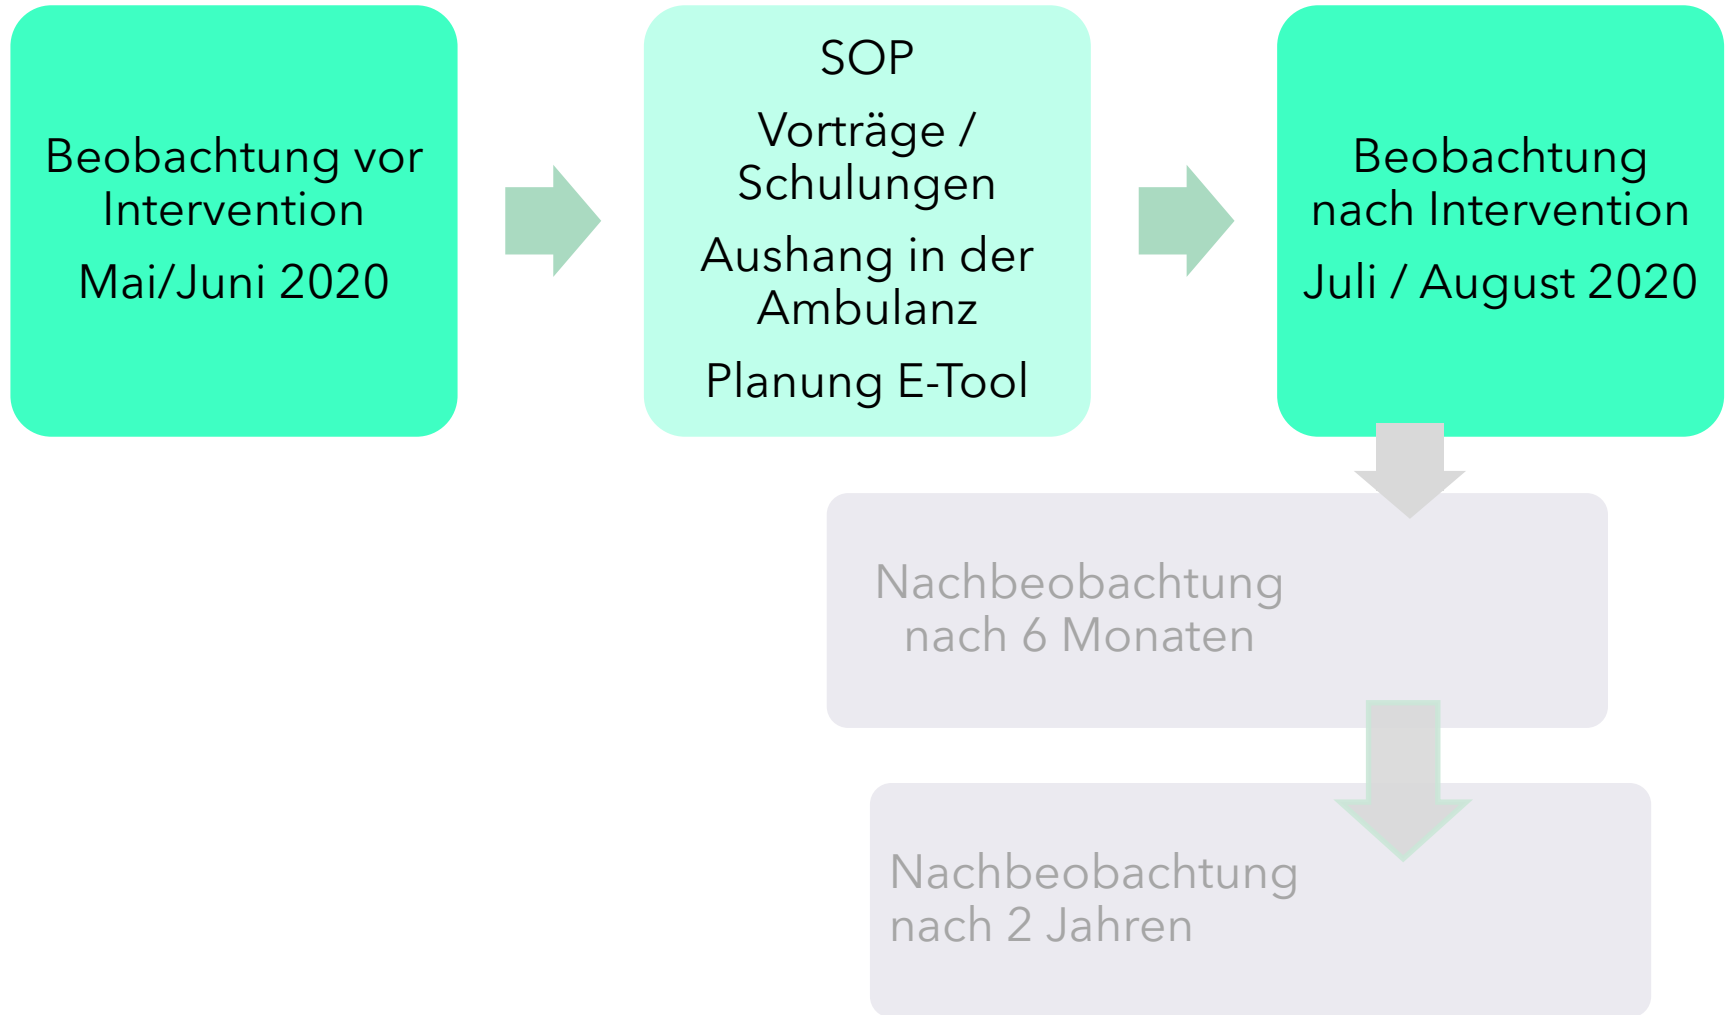 Beobachtung vor
Intervention
Mai/Juni 2020
SOP
Vorträge /
Schulungen
Aushang in der
Ambulanz
Planung E-Tool
Beobachtung
nach Intervention
Juli / August 2020
Nachbeobachtung
nach 6 Monaten
Nachbeobachtung
nach 2 Jahren